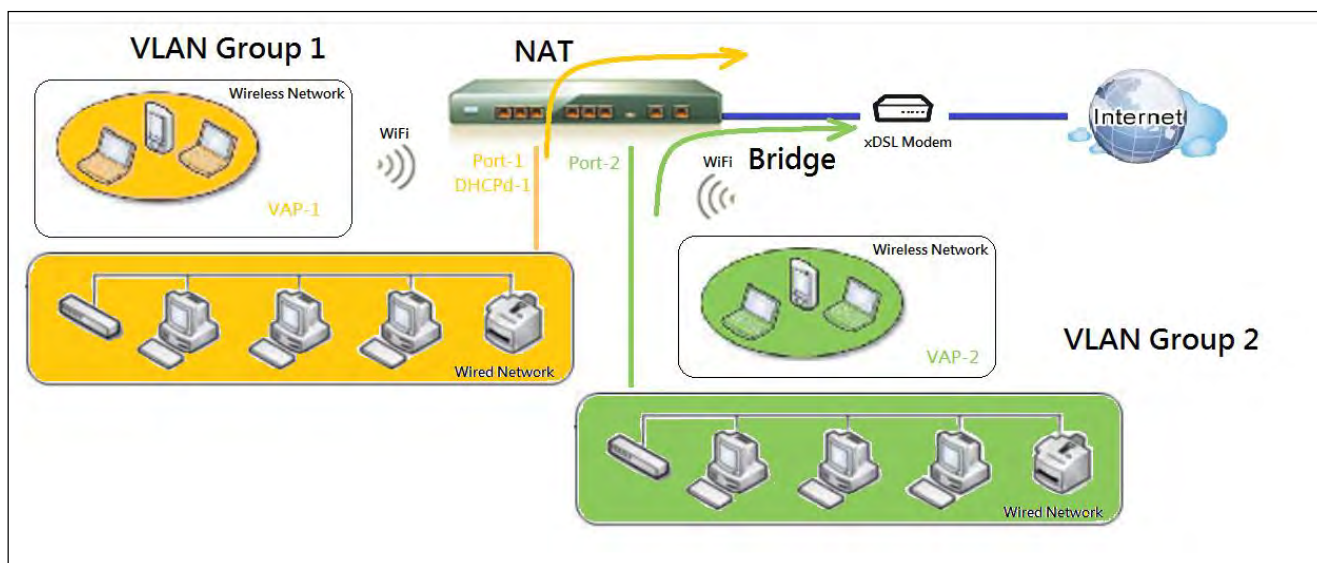 VLAN Group 1
NAT
Wireless Network
WiFi
VAP-1
Port-1
DHCPd-1
Port-2
WiFi
Bridge
xDSL Modem
Internet
Wired Network
Wireless Network
VAP-2
VLAN Group 2
Wired Network